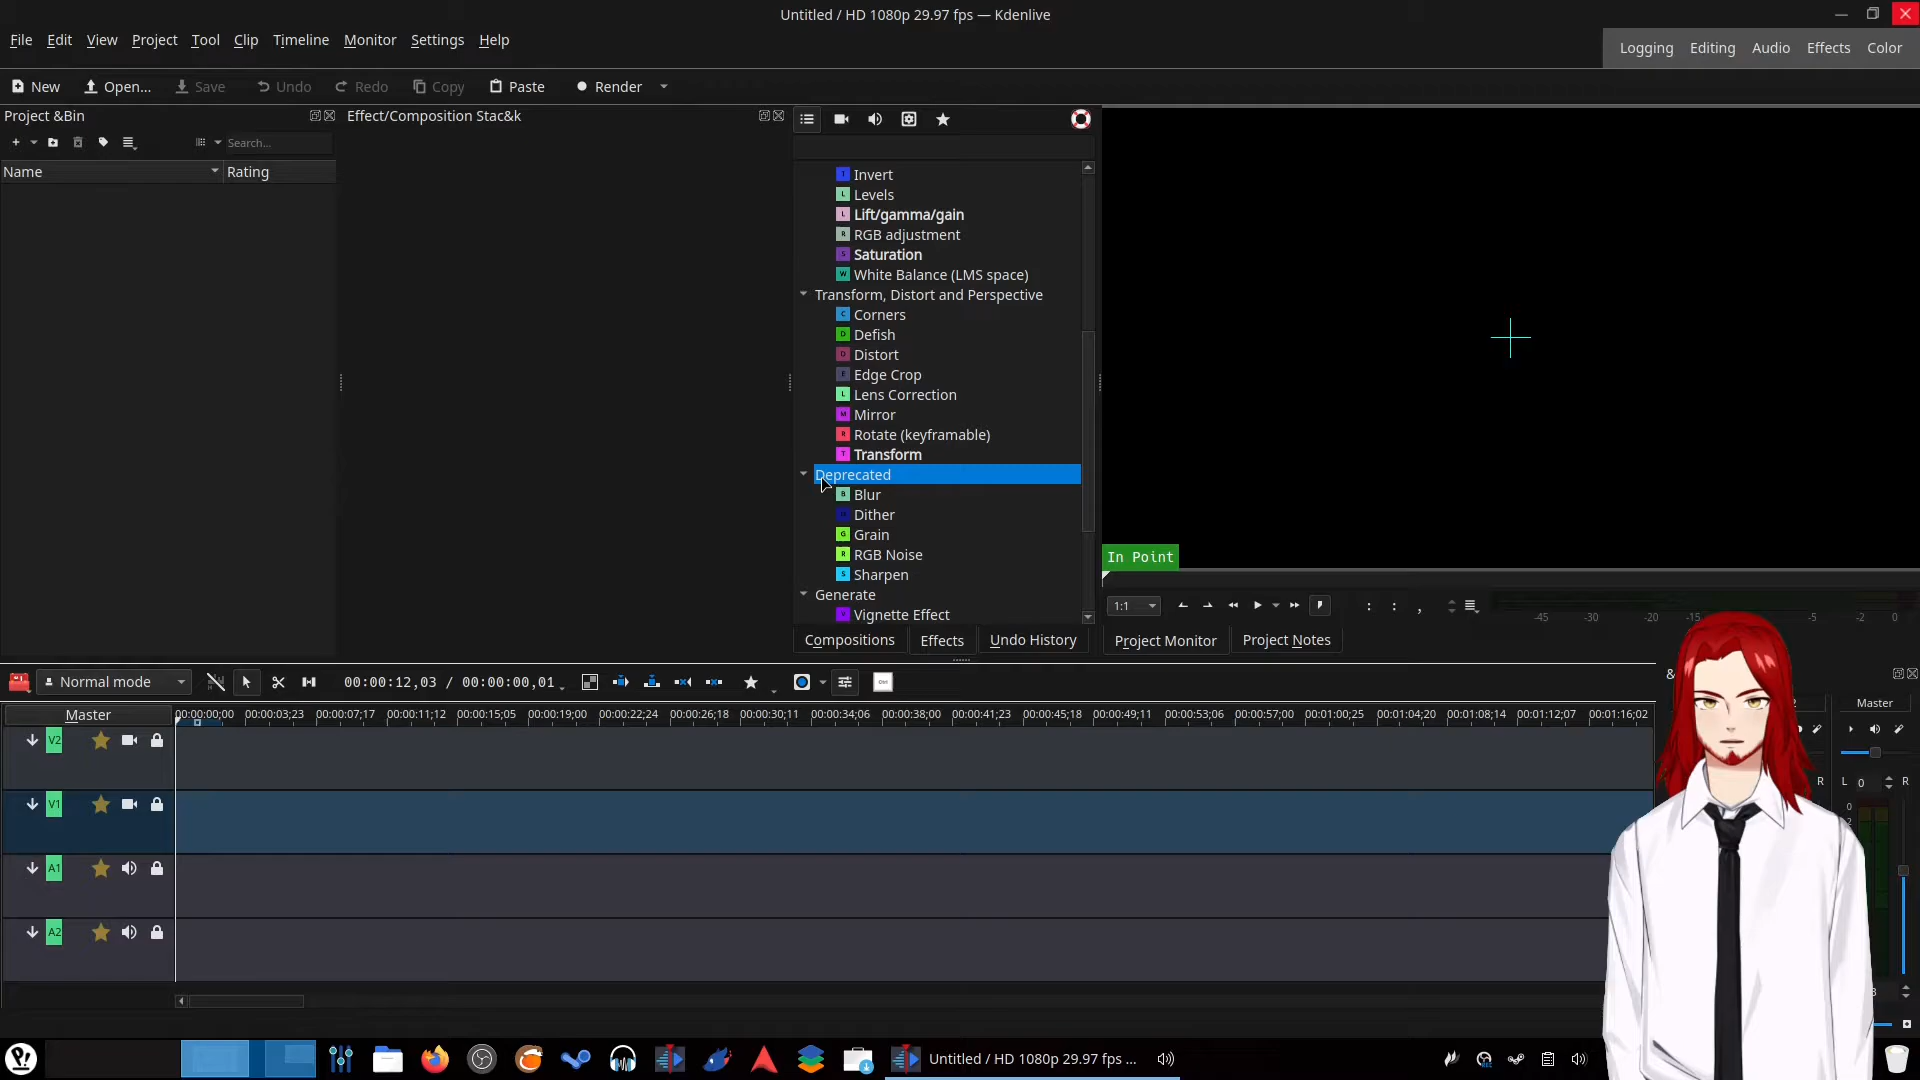 Untitled / HD 1080p 29.97 fps — Kdenlive
File Edit View Project Tool Clip Timeline Monitor Settings Help
Logging Editing Audio Effects Color
New Open... Save Undo Redo Copy Paste Render
Project &Bin
Effect/Composition Stac&k
Search...
Name Rating
Invert
Levels
Lift/gamma/gain
RGB adjustment
Saturation
White Balance (LMS space)
Transform, Distort and Perspective
Corners
Defish
Distort
Edge Crop
Lens Correction
Mirror
Rotate (keyframable)
Transform
Deprecated
Blur
Dither
Grain
RGB Noise
Sharpen
Generate
Vignette Effect
In Point
1:1
-45 -30 -20 -15 -5 -2 0
Compositions Effects Undo History
Project Monitor Project Notes
Normal mode
00:00:12,03 / 00:00:00,01
Master
00:00:00;00 00:00:03;23 00:00:07;17 00:00:11;12 00:00:15;05 00:00:19;00 00:00:22;24 00:00:26;18 00:00:30;11 00:00:34;06 00:00:38;00 00:00:41;23 00:00:45;18 00:00:49;11 00:00:53;06 00:00:57;00 00:01:00;25 00:01:04;20 00:01:08;14 00:01:12;07 00:01:16;02
V2
V1
A1
A2
Master
R L 0 R
Untitled / HD 1080p 29.97 fps ...